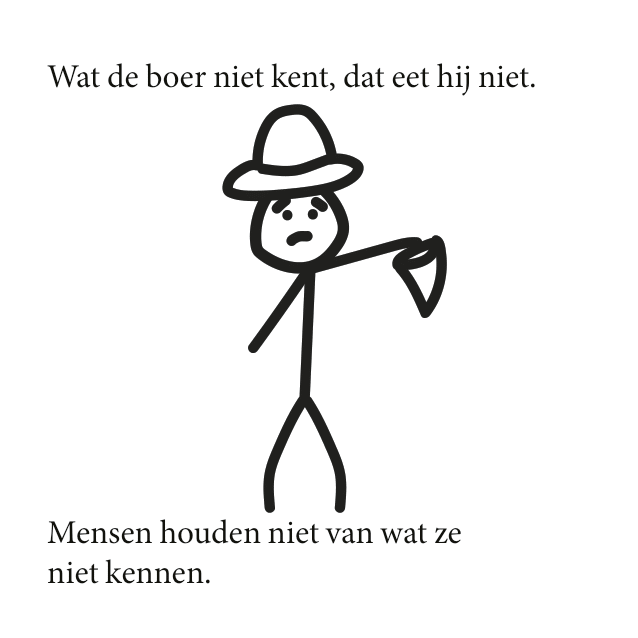 Wat de boer niet kent, dat eet hij niet.
Mensen houden niet van wat ze
niet kennen.